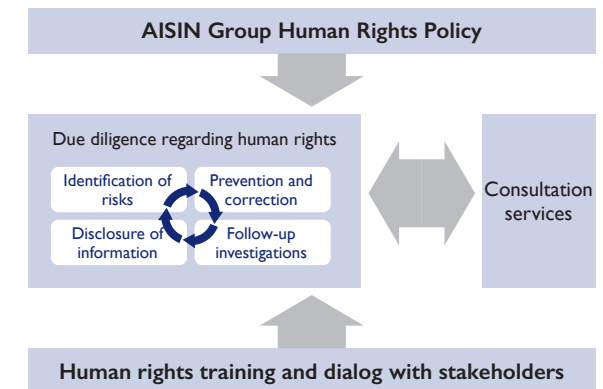 AISIN Group Human Rights Policy
Due diligence regarding human rights
Identification of
risks
Prevention and
correction
Disclosure of
information
Follow-up
investigations
Consultation
services
Human rights training and dialog with stakeholders